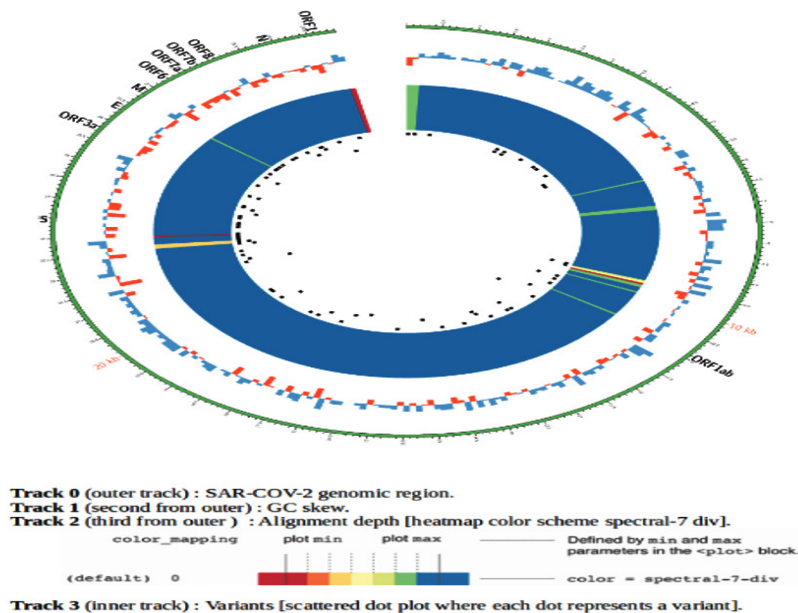 ORF1
N
ORF8
ORF7b
ORF7a
ORF6
M
E
ORF3a
S
20 kb
10 kb
ORF1ab
Track 0 (outer track) : SAR-COV-2 genomic region.
Track 1 (second from outer) : GC skew.
Track 2 (third from outer ) : Alignment depth [heatmap color scheme spectral-7 div].
color_mapping plot min plot max Defined by min and max
parameters in the <plot> block.
(default) 0 color = spectral-7-div
Track 3 (inner track) : Variants [scattered dot plot where each dot represents a variant].